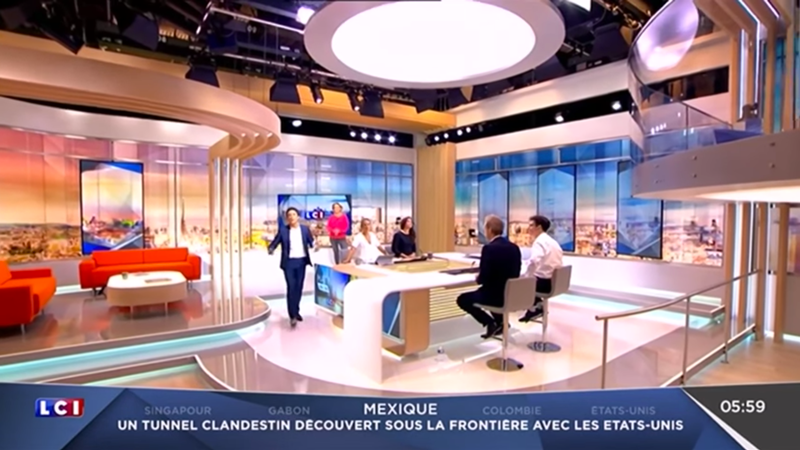 LCI
LCI
SINGAPOUR GABON MEXIQUE COLOMBIE ÉTATS-UNIS
UN TUNNEL CLANDESTIN DÉCOUVERT SOUS LA FRONTIÈRE AVEC LES ETATS-UNIS
05:59